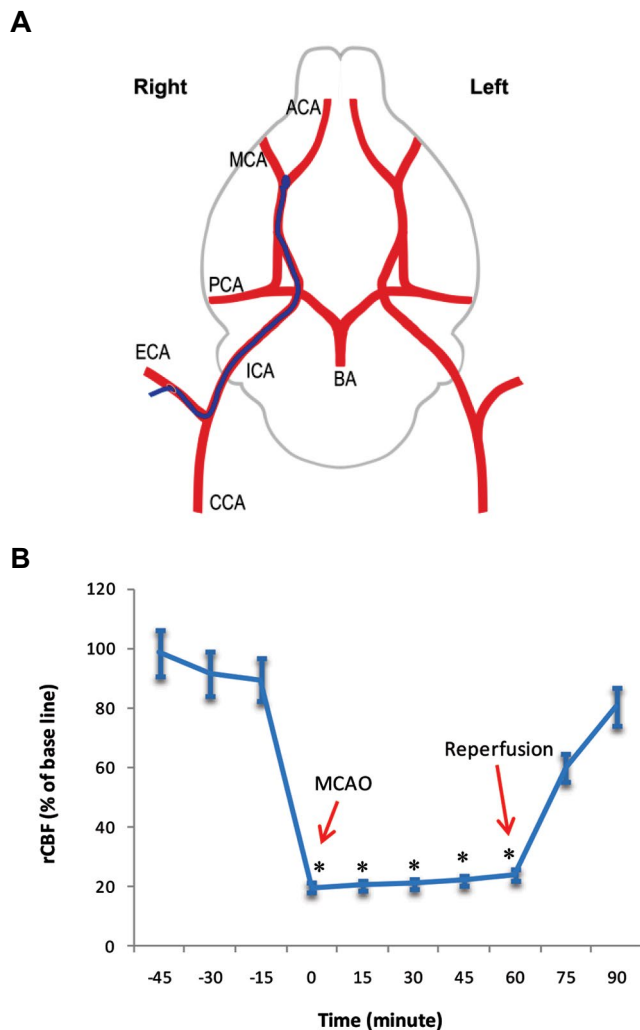 A
Right
Left
ACA
MCA
PCA
ECA
ICA
BA
CCA
B
120
100
80
60
40
20
0
rCBF (% of base line)
MCAO
Reperfusion
* * * * *
-45 -30 -15 0 15 30 45 60 75 90
Time (minute)